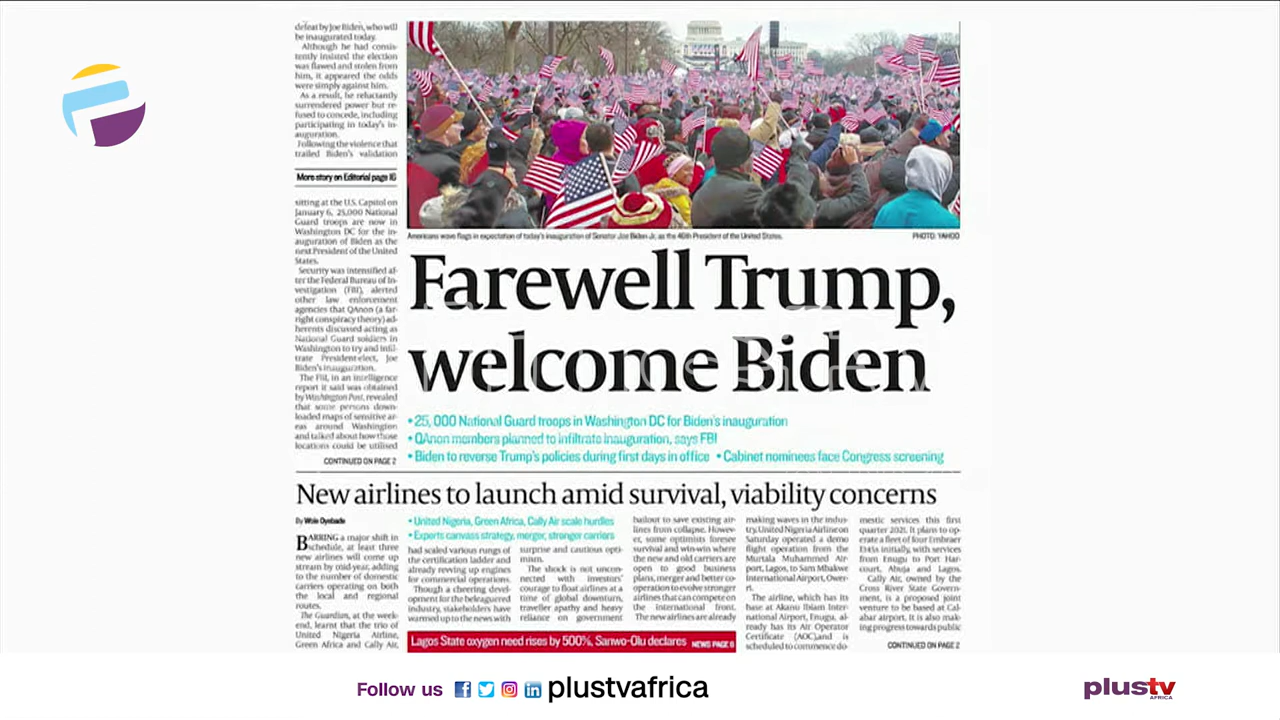 defeat by Joe Biden, who will
be inaugurated today.
Although he had consis-
tently insisted the election
was flawed and stolen from
him, it appeared the odds
were simply against him.
As a result, he reluctantly
surrendered power but re-
fused to concede, including
participating in today's in-
auguration.
Following the violence that
trailed Biden's validation
More story on Editorial page 16
sitting at the U.S. Capitol on
January 6, 25,000 National
Guard troops are now in
Washington DC for the in-
auguration of Biden as the
next President of the United
States.
Security was intensified af-
ter the Federal Bureau of In-
vestigation (FBI), alerted
other law enforcement
agencies that QAnon (a far-
right conspiracy theory) ad-
herents discussed acting as
National Guard soldiers in
Washington to try and infil-
trate President-elect, Joe
Biden's inauguration.
The FBI, in an intelligence
report it said was obtained
by Washington Post, revealed
that some persons down-
loaded maps of sensitive ar-
eas around Washington
and talked about how those
locations could be utilised
CONTINUED ON PAGE 2
Americans wave flags in expectation of today's inauguration of Senator Joe Biden Jr, as the 46th President of the United States.
PHOTO: YAHOO
Farewell Trump,
welcome Biden
• 25, 000 National Guard troops in Washington DC for Biden's inauguration
• QAnon members planned to infiltrate inauguration, says FBI
• Biden to reverse Trump's policies during first days in office • Cabinet nominees face Congress screening
New airlines to launch amid survival, viability concerns
By Wole Oyebade
BARRING a major shift in
schedule, at least three
new airlines will come up
stream by mid-year, adding
to the number of domestic
carriers operating on both
the local and regional
routes.
The Guardian, at the week-
end, learnt that the trio of
United Nigeria Airline,
Green Africa and Cally Air,
• United Nigeria, Green Africa, Cally Air scale hurdles
• Experts canvass strategy, merger, stronger carriers
had scaled various rungs of
the certification ladder and
already revving up engines
for commercial operations.
Though a cheering devel-
opment for the beleaguered
industry, stakeholders have
warmed up to the news with
surprise and cautious opti-
mism.
The shock is not uncon-
nected with investors'
courage to float airlines at a
time of global downturn,
traveller apathy and heavy
reliance on government
bailout to save existing air-
lines from collapse. Howev-
er, some optimists foresee
survival and win-win where
the new and old carriers are
open to good business
plans, merger and better co-
operation to evolve stronger
airlines that can compete on
the international front.
The new airlines are already
making waves in the indus-
try. United Nigeria Airline on
Saturday operated a demo
flight operation from the
Murtala Muhammed Air-
port, Lagos, to Sam Mbakwe
International Airport, Ower-
ri.
The airline, which has its
base at Akanu Ibiam Inter-
national Airport, Enugu, al-
ready has its Air Operator
Certificate (AOC),and is
scheduled to commence do-
mestic services this first
quarter 2021. It plans to op-
erate a fleet of four Embraer
E145s initially, with services
from Enugu to Port Har-
court, Abuja and Lagos.
Cally Air, owned by the
Cross River State Govern-
ment, is a proposed joint
venture to be based at Cal-
abar airport, it is also mak-
ing progress towards public
CONTINUED ON PAGE 2
Lagos State oxygen need rises by 500%, Sanwo-Olu declares NEWS PAGE 8
Follow us plustvafrica
plustv
AFRICA